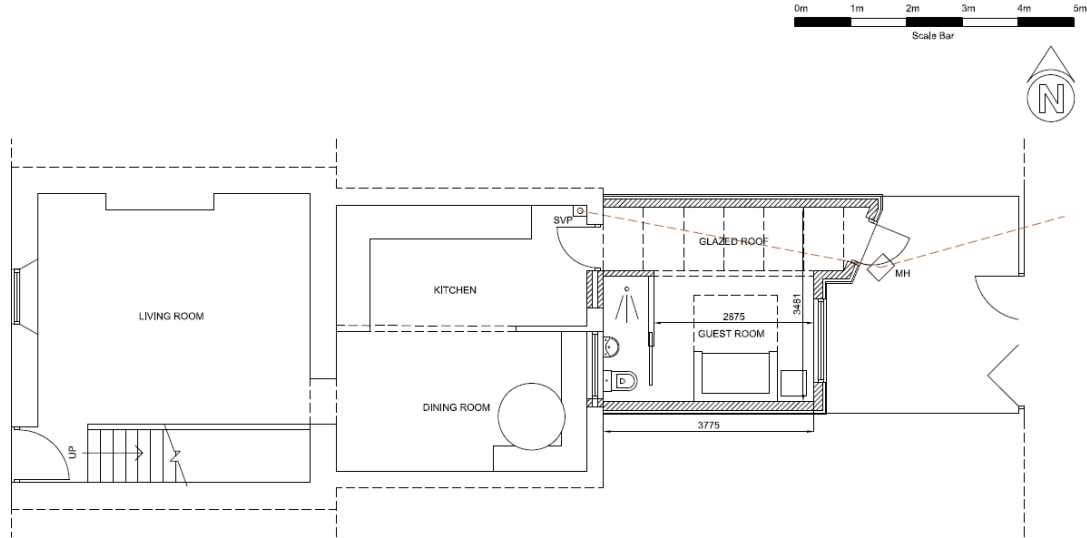 0m 1m 2m 3m 4m 5m
Scale Bar
N
SVP
GLAZED ROOF
MH
KITCHEN
3481
LIVING ROOM
2875
GUEST ROOM
DINING ROOM
3775
UP